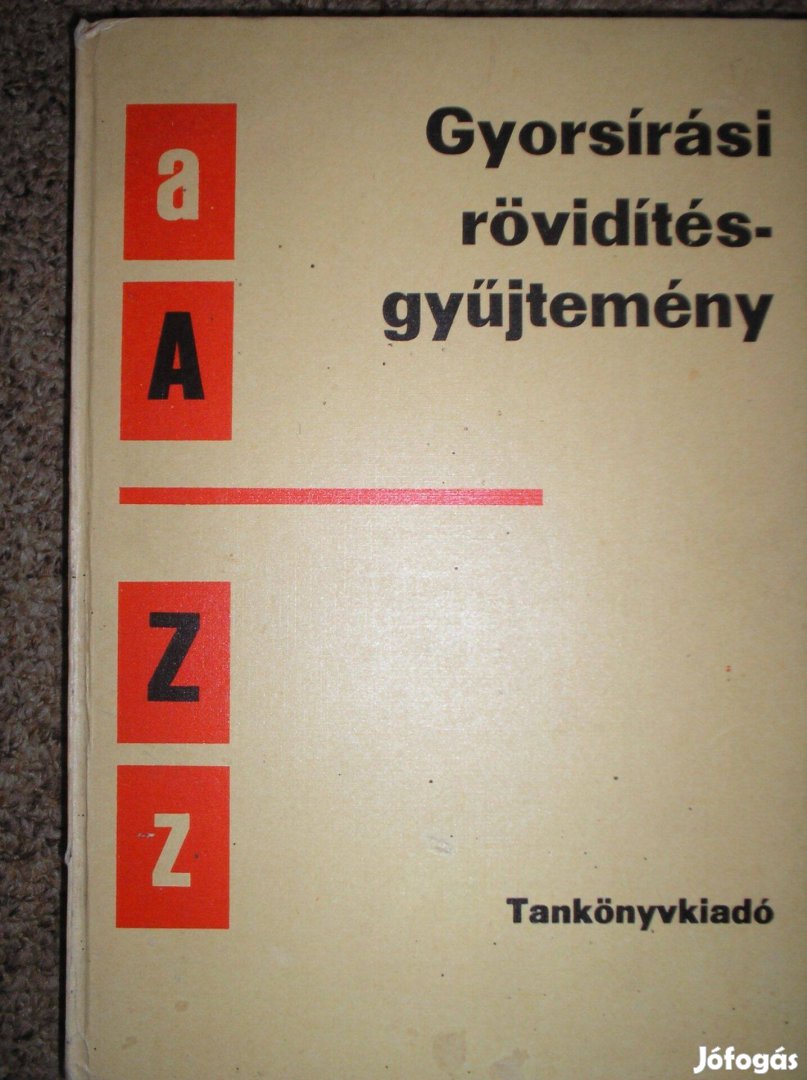 a
A
Z
z
Gyorsírási
rövidítés-
gyűjtemény
Tankönyvkiadó
Jófogás